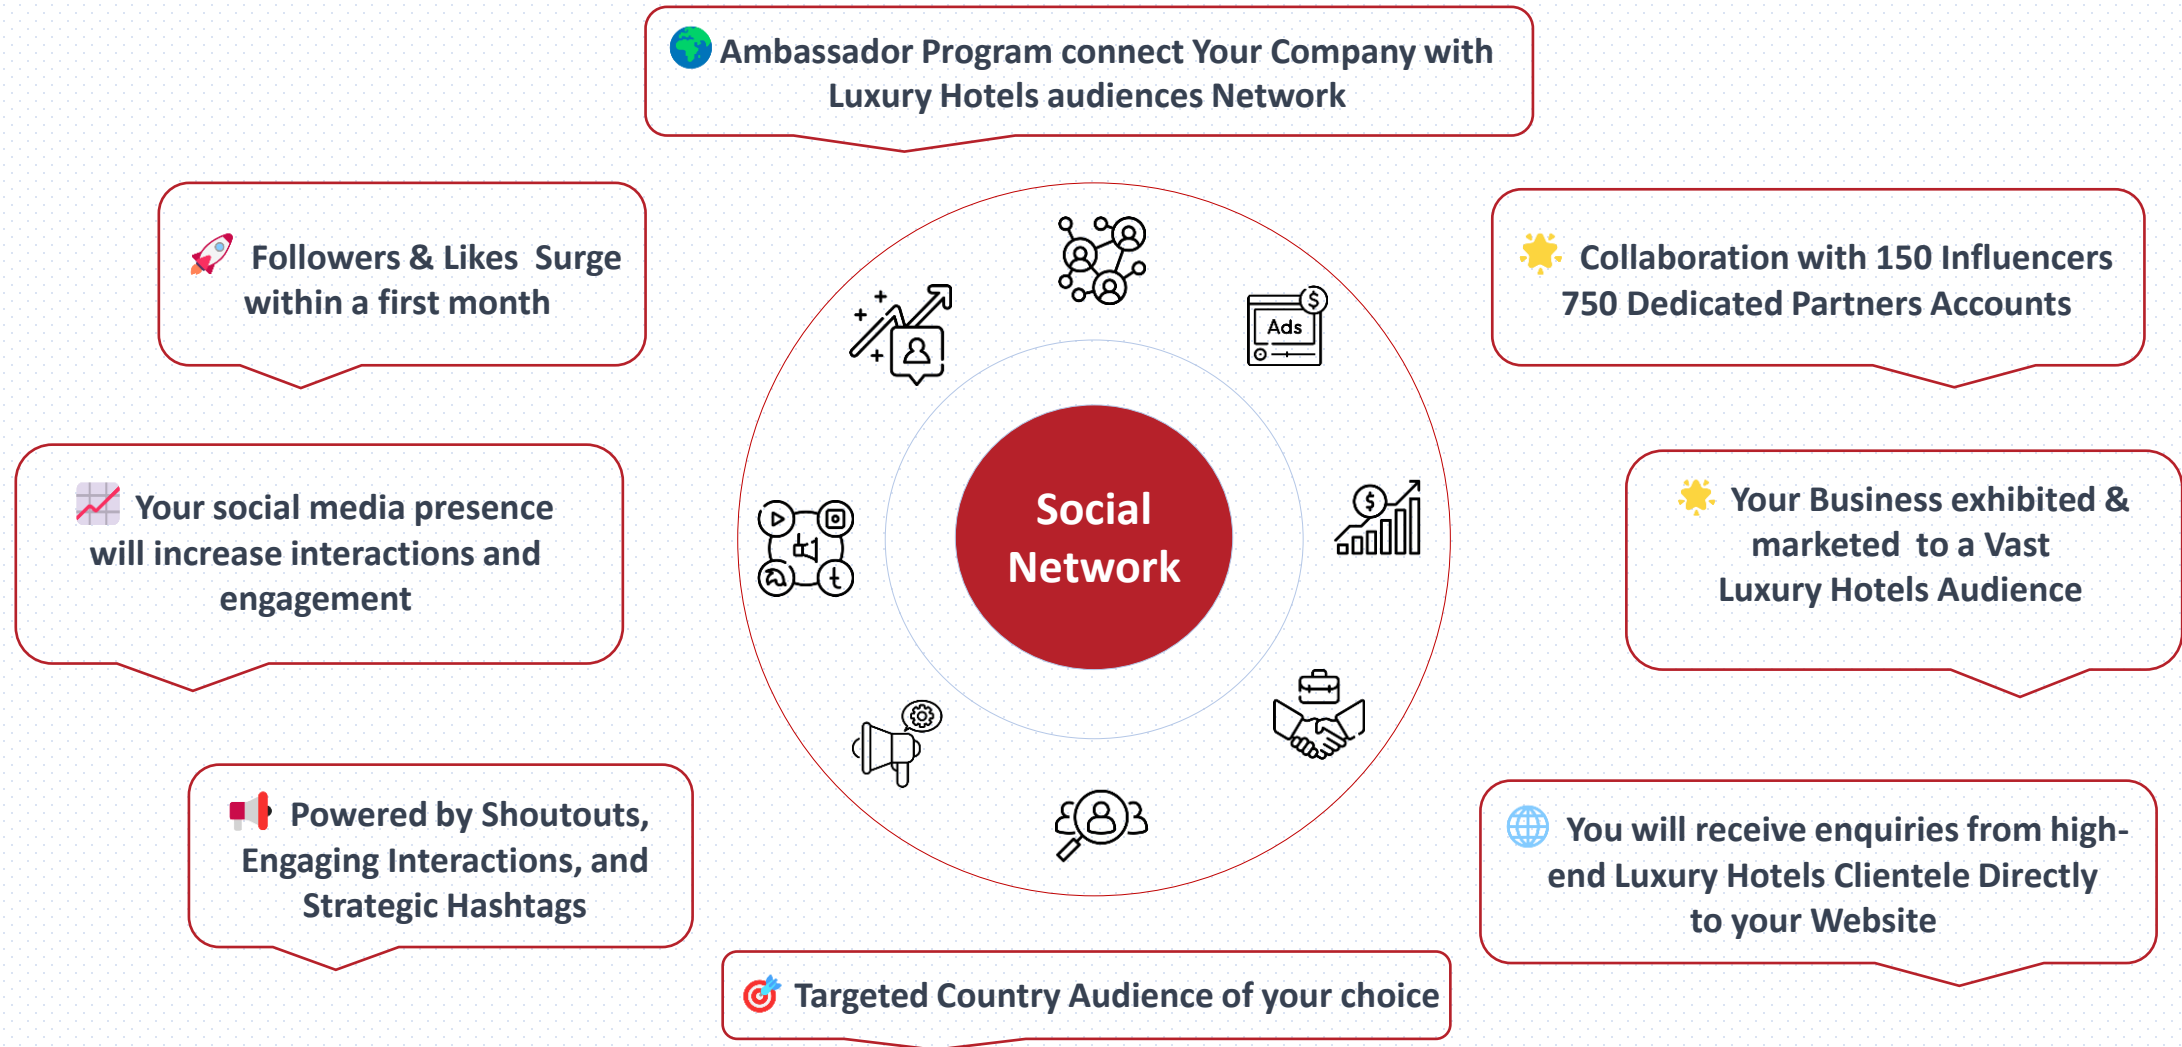 Ambassador Program connect Your Company with
Luxury Hotels audiences Network
Followers & Likes Surge
within a first month
Collaboration with 150 Influencers
750 Dedicated Partners Accounts
Ads
$
Your social media presence
will increase interactions and
engagement
Social
Network
$
Your Business exhibited &
marketed to a Vast
Luxury Hotels Audience
t
Powered by Shoutouts,
Engaging Interactions, and
Strategic Hashtags
You will receive enquiries from high-
end Luxury Hotels Clientele Directly
to your Website
Targeted Country Audience of your choice